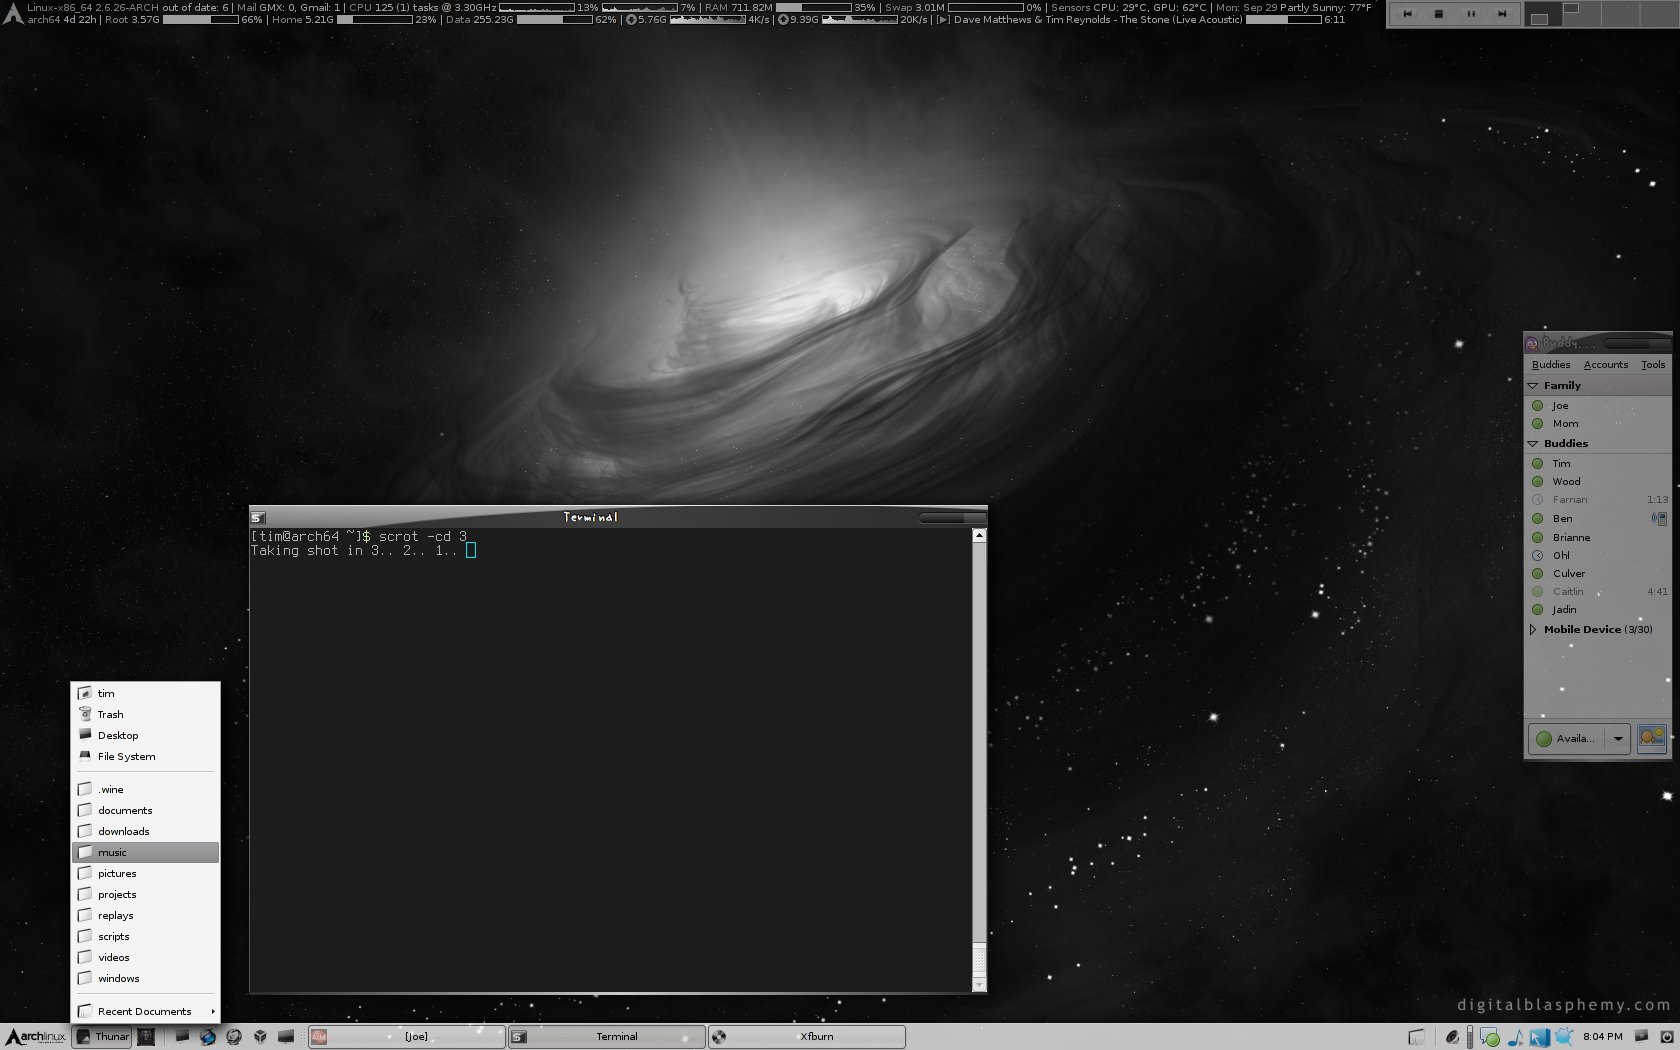 Linux-x86_64 2.6.26-ARCH out of date: 6 | Mail GMX: 0, Gmail: 1 | CPU 125 (1) tasks @ 3.30GHz 13% 7% | RAM 711.82M 35% | Swap 3.01M 0% | Sensors CPU: 29°C, GPU: 62°C | Mon: Sep 29 Partly Sunny: 77°F
arch64 4d 22h | Root 3.57G 66% | Home 5.21G 23% | Data 255.23G 62% | 5.76G 4K/s | 9.39G 20K/s | Dave Matthews & Tim Reynolds - The Stone (Live Acoustic) 6:11
Buddy...
Buddies Accounts Tools
Family
Joe
Mom
Buddies
Tim
Wood
Farnan 1:13
Ben
Brianne
Ohl
Culver
Caitlin 4:41
Jadin
Mobile Device (3/30)
Availa...
Terminal
[tim@arch64 ~]$ scrot -cd 3
Taking shot in 3.. 2.. 1..
tim
Trash
Desktop
File System
.wine
documents
downloads
music
pictures
projects
replays
scripts
videos
windows
Recent Documents
digitalblasphemy.com
archlinux Thunar [Joe] Terminal Xfburn 8:04 PM